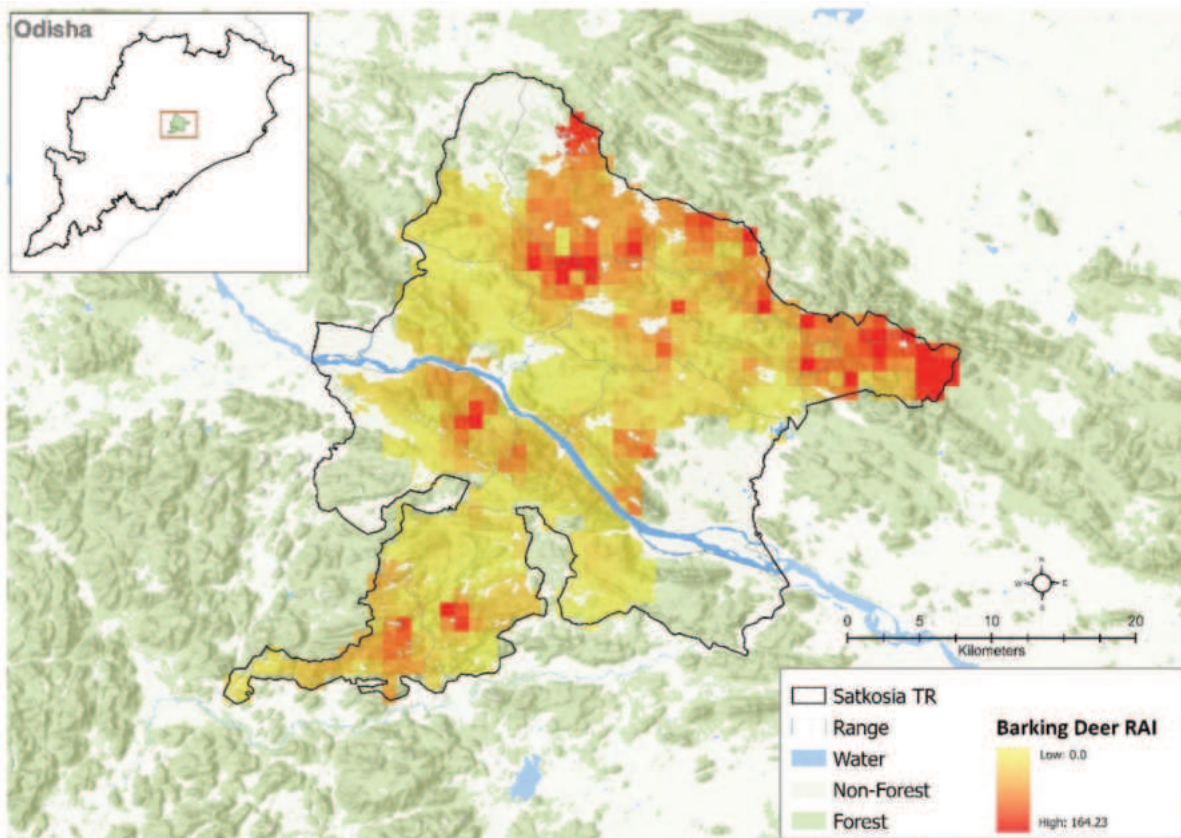 Odisha
N
W E
S
0 5 10 20
Kilometers
Satkosia TR
Range
Water
Non-Forest
Forest
Barking Deer RAI
Low: 0.0
High: 164.23